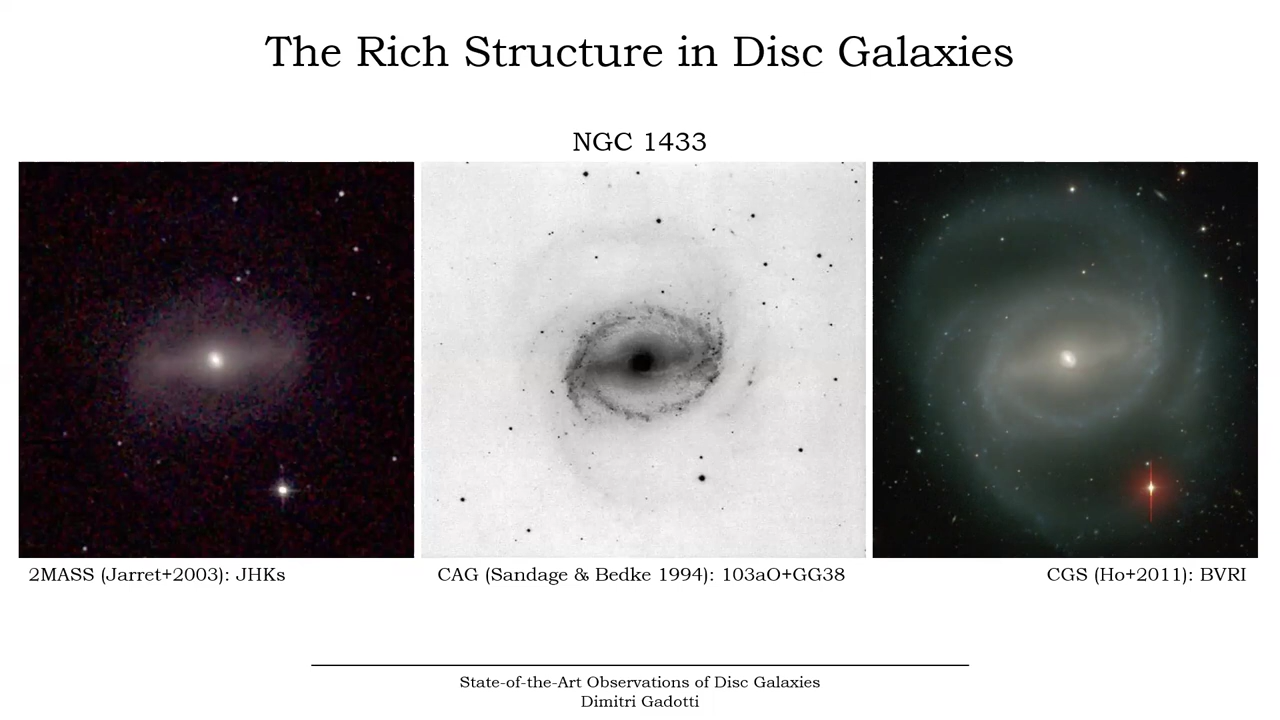 The Rich Structure in Disc Galaxies
NGC 1433
2MASS (Jarret+2003): JHKs
CAG (Sandage & Bedke 1994): 103aO+GG38
CGS (Ho+2011): BVRI
State-of-the-Art Observations of Disc Galaxies
Dimitri Gadotti